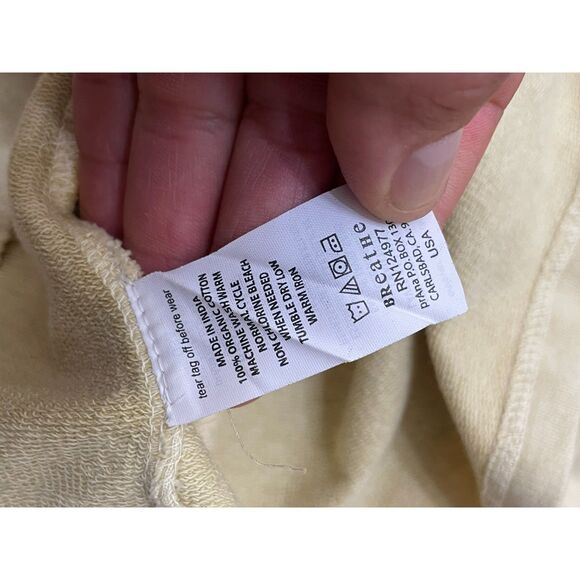 tear tag off before wear
MADE IN INDIA
100% ORGANIC COTTON
MACHINE WASH WARM
NORMAL CYCLE
NON CHLORINE BLEACH
WHEN NEEDED
TUMBLE DRY LOW
WARM IRON
BReatHe
RN124977
PANA P.O. BOX
CARLSBAD, CA.
USA